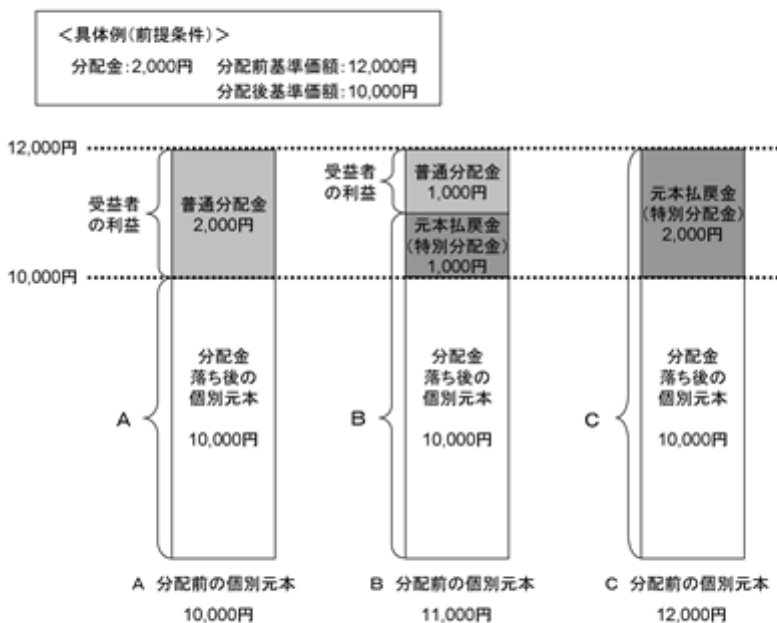 ＜具体例(前提条件)＞
分配金：2,000円　分配前基準価額：12,000円
分配後基準価額：10,000円
12,000円
受益者
の利益
普通分配金
2,000円
受益者
の利益
普通分配金
1,000円
元本払戻金
(特別分配金)
1,000円
元本払戻金
(特別分配金)
2,000円
10,000円
A
分配金
落ち後の
個別元本
10,000円
B
分配金
落ち後の
個別元本
10,000円
C
分配金
落ち後の
個別元本
10,000円
A 分配前の個別元本
10,000円
B 分配前の個別元本
11,000円
C 分配前の個別元本
12,000円